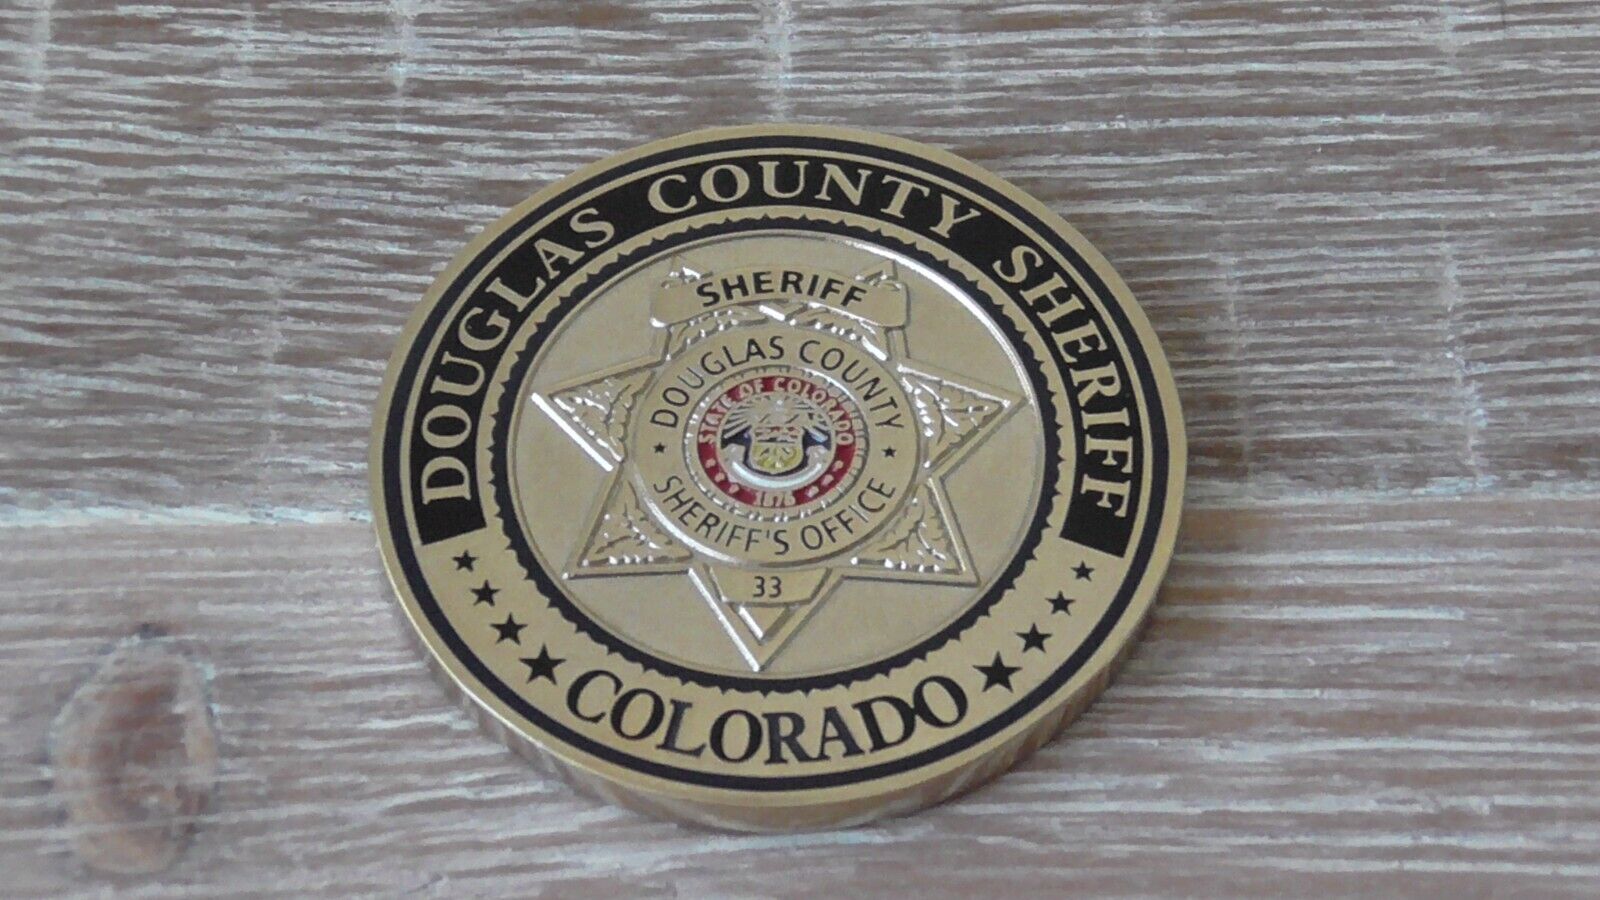 DOUGLAS COUNTY SHERIFF
SHERIFF
DOUGLAS COUNTY
STATE OF COLORADO
1876
SHERIFF'S OFFICE
33
COLORADO